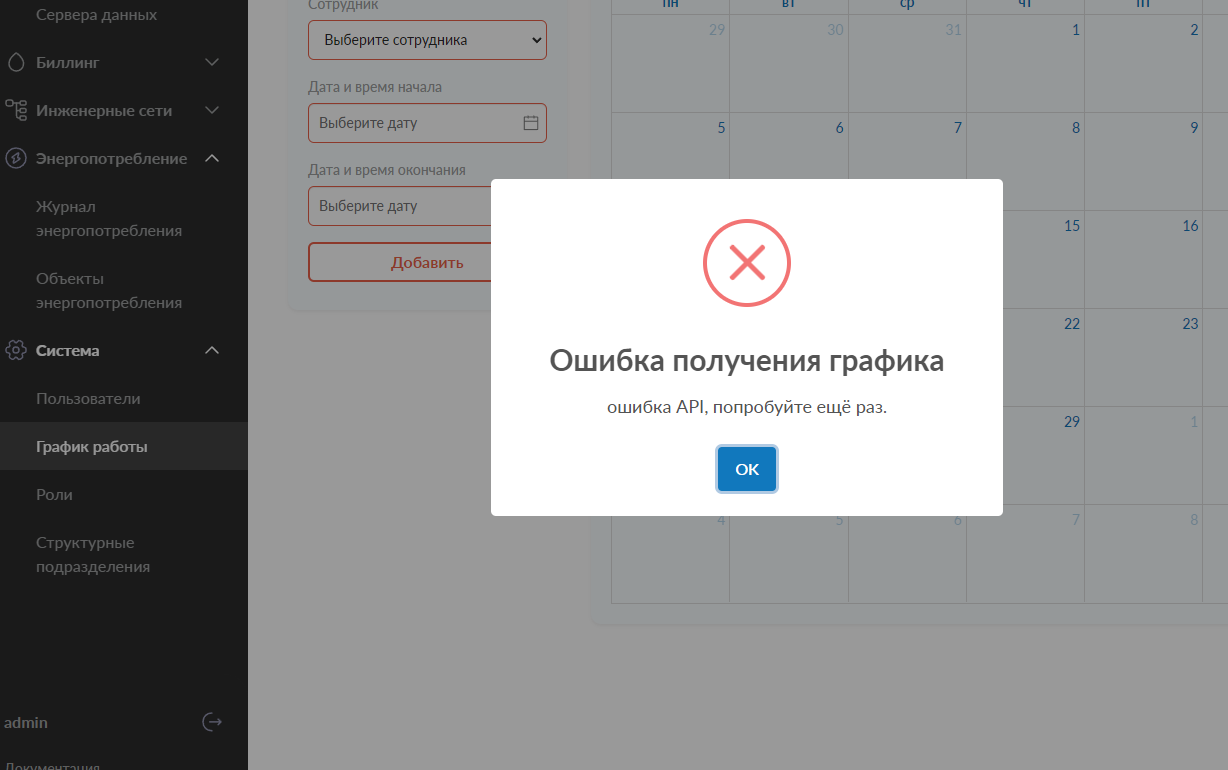 Сервера данных
Биллинг
Инженерные сети
Энергопотребление
Журнал
энергопотребления
Объекты
энергопотребления
Система
Пользователи
График работы
Роли
Структурные
подразделения
admin
Документация
Сотрудник
Выберите сотрудника
Дата и время начала
Выберите дату
Дата и время окончания
Выберите дату
Добавить
пн вт ср чт пт
29 30 31 1 2
5 6 7 8 9
15 16
22 23
29 1
4 5 6 7 8
Ошибка получения графика
ошибка API, попробуйте ещё раз.
OK